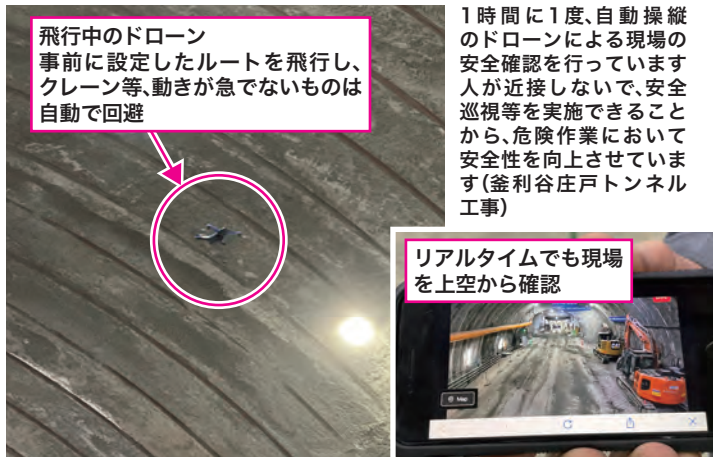 飛行中のドローン
事前に設定したルートを飛行し、
クレーン等、動きが急でないものは
自動で回避
1時間に1度、自動操縦
のドローンによる現場の
安全確認を行っています
人が近接しないで、安全
巡視等を実施できること
から、危険作業において
安全性を向上させていま
す(釜利谷庄戸トンネル
工事)
リアルタイムでも現場
を上空から確認
Map